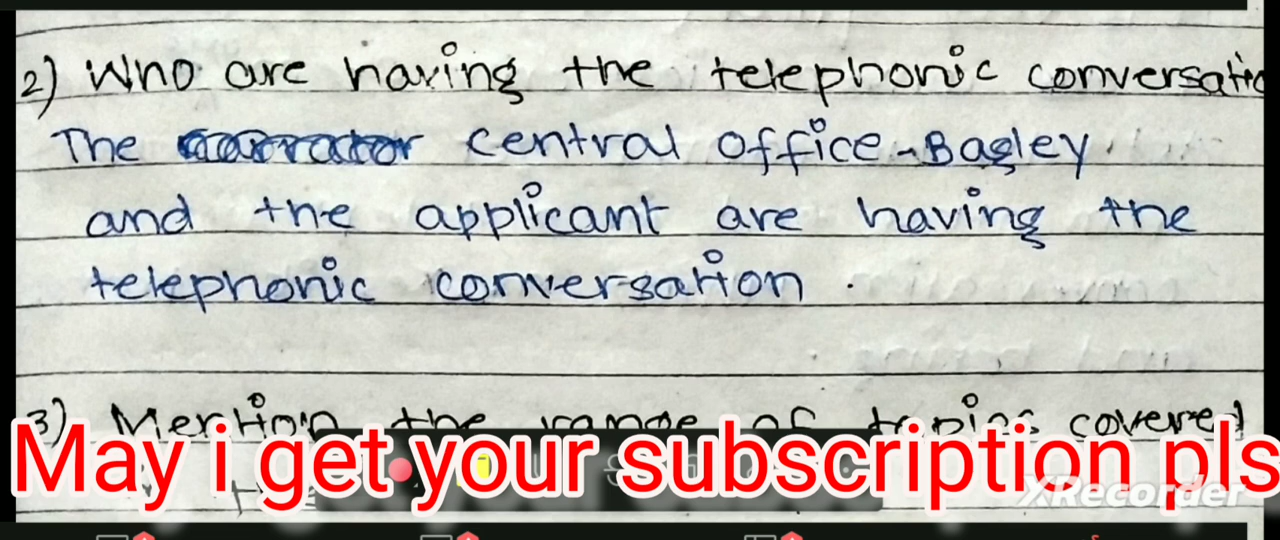 2) Who are having the telephonic conversatio
The narrator central office-Bagley
and the applicant are having the
telephonic conversation.
3) Mention the range of topics covered
May i get your subscription pls
XRecorder